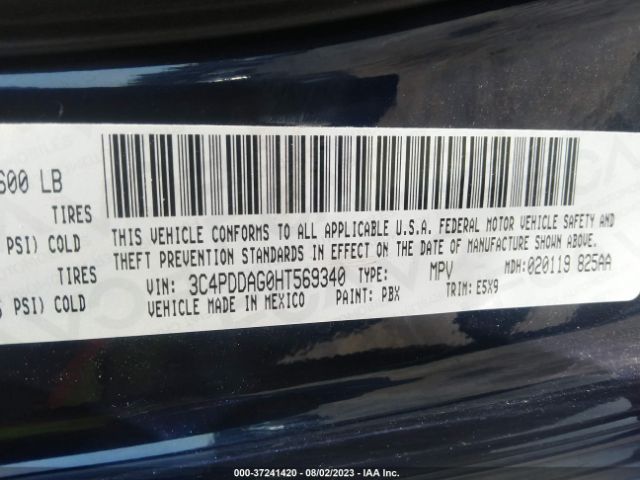 600 LB
TIRES
PSI) COLD
TIRES
PSI) COLD
THIS VEHICLE CONFORMS TO ALL APPLICABLE U.S.A. FEDERAL MOTOR VEHICLE SAFETY AND
THEFT PREVENTION STANDARDS IN EFFECT ON THE DATE OF MANUFACTURE SHOWN ABOVE.
VIN: 3C4PDDAG0HT569340 TYPE: MPV MDH:020119 825AA
VEHICLE MADE IN MEXICO PAINT: PBX TRIM: E5X9
000-37241420 - 08/02/2023 - IAA Inc.